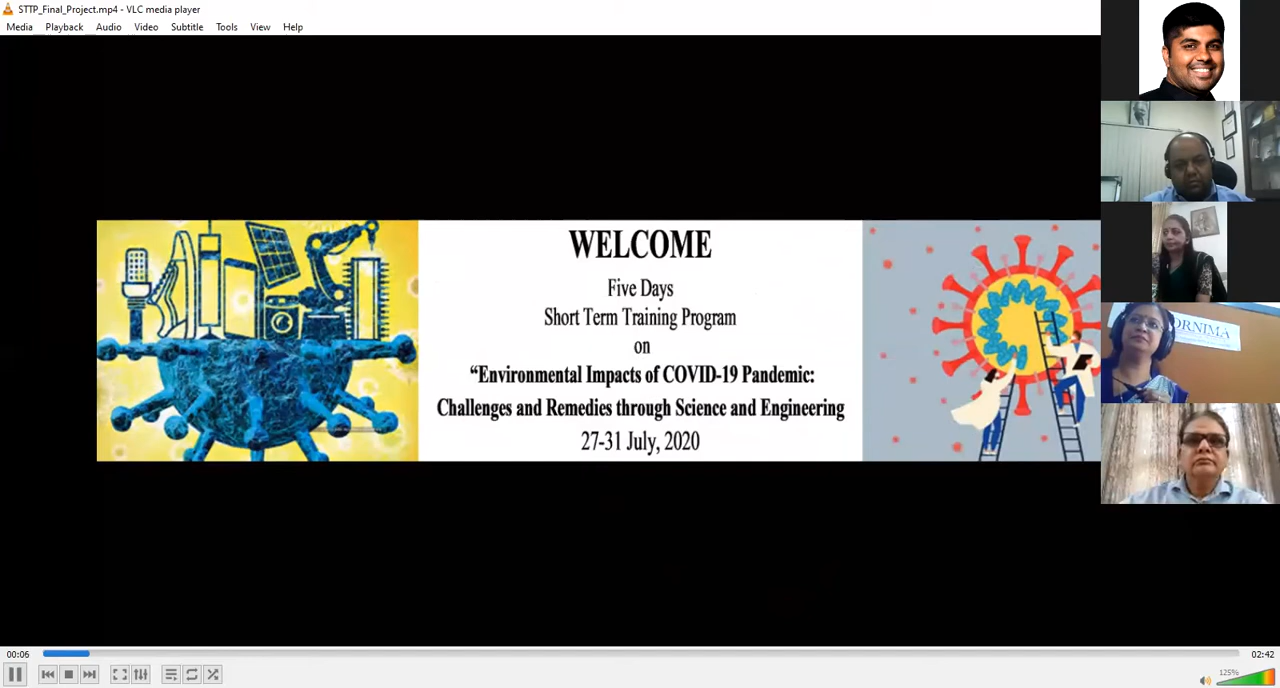 STTP_Final_Project.mp4 - VLC media player
Media Playback Audio Video Subtitle Tools View Help
WELCOME
Five Days
Short Term Training Program
on
“Environmental Impacts of COVID-19 Pandemic:
Challenges and Remedies through Science and Engineering
27-31 July, 2020
ORNIMA
00:06
02:42
125%